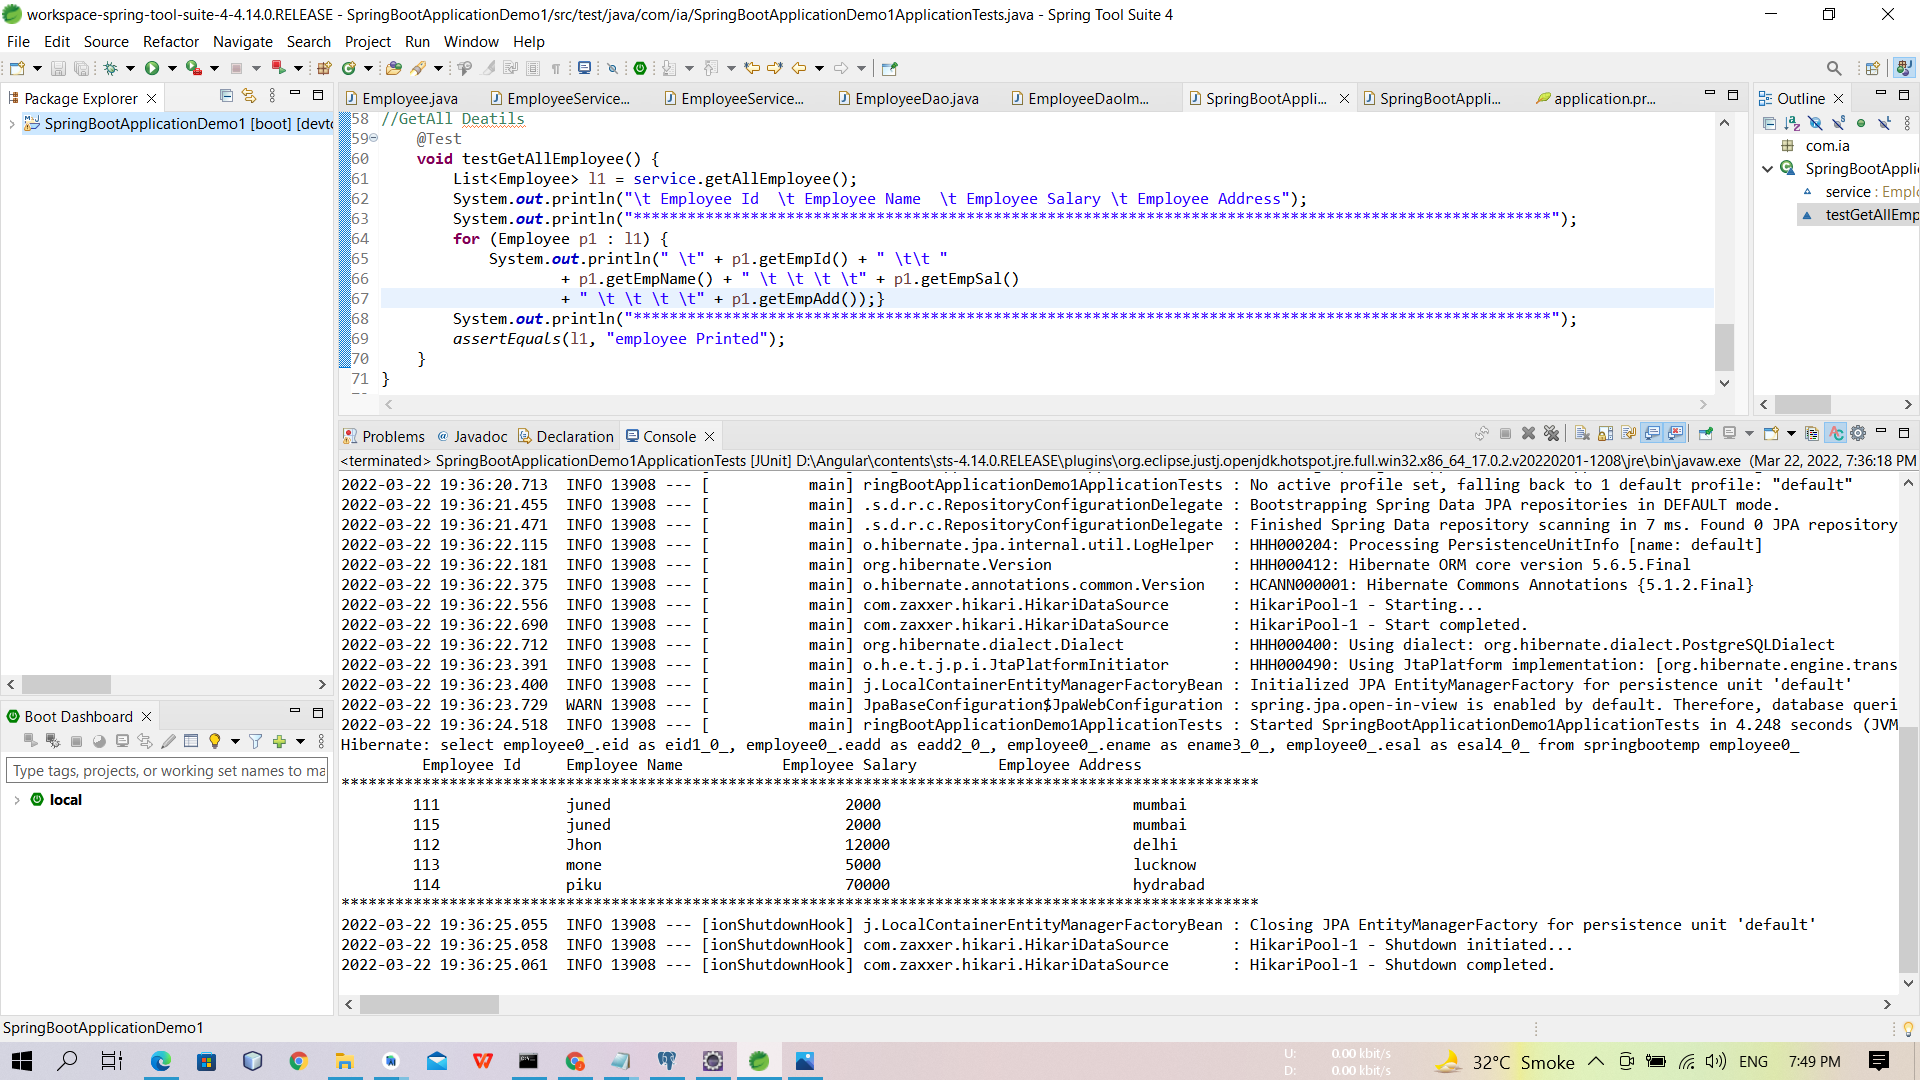 workspace-spring-tool-suite-4-4.14.0.RELEASE - SpringBootApplicationDemo1/src/test/java/com/ia/SpringBootApplicationDemo1ApplicationTests.java - Spring Tool Suite 4
File Edit Source Refactor Navigate Search Project Run Window Help
Package Explorer
SpringBootApplicationDemo1 [boot] [devto
Employee.java EmployeeService... EmployeeService... EmployeeDao.java EmployeeDaoIm... SpringBootAppli... SpringBootAppli... application.pr...
58 //GetAll Deatils
59 @Test
60 void testGetAllEmployee() {
61 List<Employee> l1 = service.getAllEmployee();
62 System.out.println("\t Employee Id  \t Employee Name  \t Employee Salary \t Employee Address");
63 System.out.println("******************************************************************************************************");
64 for (Employee p1 : l1) {
65 System.out.println(" \t" + p1.getEmpId() + " \t\t "
66 + p1.getEmpName() + " \t \t \t \t" + p1.getEmpSal()
67 + " \t \t \t \t" + p1.getEmpAdd());}
68 System.out.println("******************************************************************************************************");
69 assertEquals(l1, "employee Printed");
70 }
71 }
Outline
com.ia
SpringBootAppli
service : Empl
testGetAllEmp
Problems Javadoc Declaration Console
<terminated> SpringBootApplicationDemo1ApplicationTests [JUnit] D:\Angular\contents\sts-4.14.0.RELEASE\plugins\org.eclipse.justj.openjdk.hotspot.jre.full.win32.x86_64_17.0.2.v20220201-1208\jre\bin\javaw.exe (Mar 22, 2022, 7:36:18 PM
2022-03-22 19:36:20.713  INFO 13908 --- [           main] ringBootApplicationDemo1ApplicationTests : No active profile set, falling back to 1 default profile: "default"
2022-03-22 19:36:21.455  INFO 13908 --- [           main] .s.d.r.c.RepositoryConfigurationDelegate : Bootstrapping Spring Data JPA repositories in DEFAULT mode.
2022-03-22 19:36:21.471  INFO 13908 --- [           main] .s.d.r.c.RepositoryConfigurationDelegate : Finished Spring Data repository scanning in 7 ms. Found 0 JPA repository
2022-03-22 19:36:22.115  INFO 13908 --- [           main] o.hibernate.jpa.internal.util.LogHelper  : HHH000204: Processing PersistenceUnitInfo [name: default]
2022-03-22 19:36:22.181  INFO 13908 --- [           main] org.hibernate.Version                    : HHH000412: Hibernate ORM core version 5.6.5.Final
2022-03-22 19:36:22.375  INFO 13908 --- [           main] o.hibernate.annotations.common.Version   : HCANN000001: Hibernate Commons Annotations {5.1.2.Final}
2022-03-22 19:36:22.556  INFO 13908 --- [           main] com.zaxxer.hikari.HikariDataSource       : HikariPool-1 - Starting...
2022-03-22 19:36:22.690  INFO 13908 --- [           main] com.zaxxer.hikari.HikariDataSource       : HikariPool-1 - Start completed.
2022-03-22 19:36:22.712  INFO 13908 --- [           main] org.hibernate.dialect.Dialect            : HHH000400: Using dialect: org.hibernate.dialect.PostgreSQLDialect
2022-03-22 19:36:23.391  INFO 13908 --- [           main] o.h.e.t.j.p.i.JtaPlatformInitiator       : HHH000490: Using JtaPlatform implementation: [org.hibernate.engine.trans
2022-03-22 19:36:23.400  INFO 13908 --- [           main] j.LocalContainerEntityManagerFactoryBean : Initialized JPA EntityManagerFactory for persistence unit 'default'
2022-03-22 19:36:23.729  WARN 13908 --- [           main] JpaBaseConfiguration$JpaWebConfiguration : spring.jpa.open-in-view is enabled by default. Therefore, database queri
2022-03-22 19:36:24.518  INFO 13908 --- [           main] ringBootApplicationDemo1ApplicationTests : Started SpringBootApplicationDemo1ApplicationTests in 4.248 seconds (JVM
Hibernate: select employee0_.eid as eid1_0_, employee0_.eadd as eadd2_0_, employee0_.ename as ename3_0_, employee0_.esal as esal4_0_ from springbootemp employee0_
Employee Id Employee Name Employee Salary Employee Address
******************************************************************************************************
111 juned 2000 mumbai
115 juned 2000 mumbai
112 Jhon 12000 delhi
113 mone 5000 lucknow
114 piku 70000 hydrabad
******************************************************************************************************
2022-03-22 19:36:25.055  INFO 13908 --- [ionShutdownHook] j.LocalContainerEntityManagerFactoryBean : Closing JPA EntityManagerFactory for persistence unit 'default'
2022-03-22 19:36:25.058  INFO 13908 --- [ionShutdownHook] com.zaxxer.hikari.HikariDataSource       : HikariPool-1 - Shutdown initiated...
2022-03-22 19:36:25.061  INFO 13908 --- [ionShutdownHook] com.zaxxer.hikari.HikariDataSource       : HikariPool-1 - Shutdown completed.
Boot Dashboard
Type tags, projects, or working set names to ma
local
SpringBootApplicationDemo1
U: 0.00 kbit/s
D: 0.00 kbit/s
32°C Smoke ENG 7:49 PM